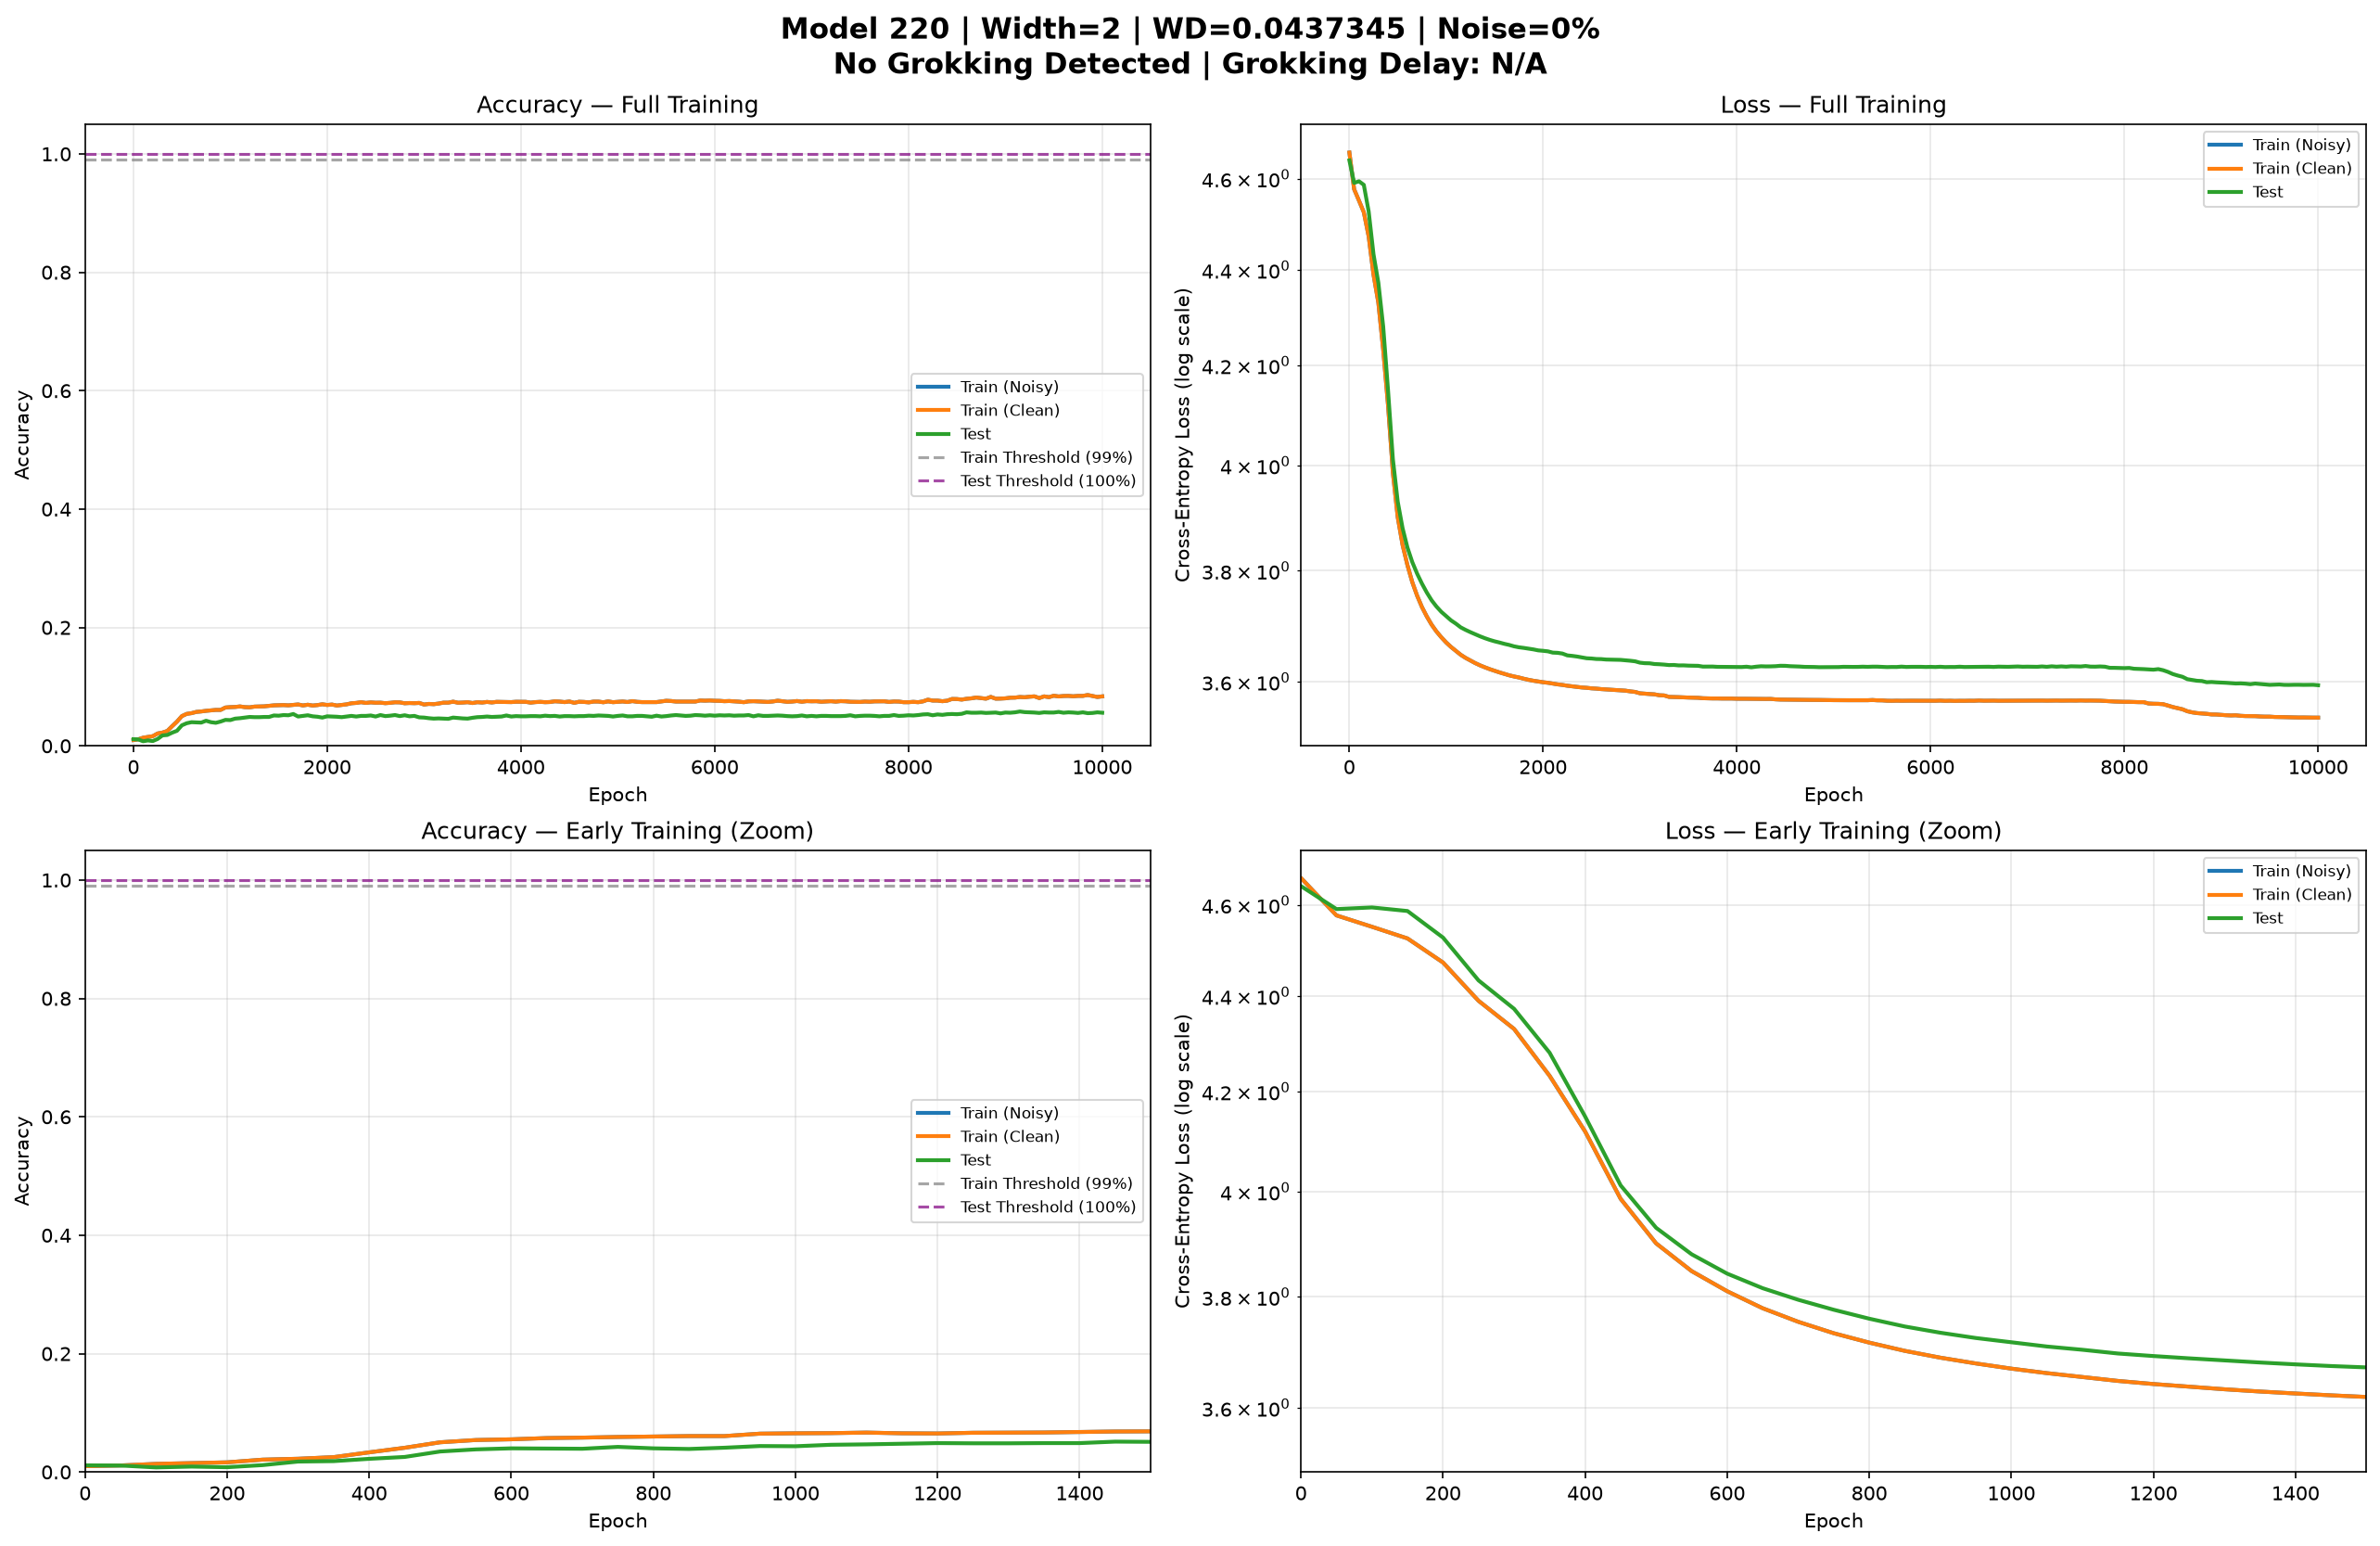 Model 220 | Width=2 | WD=0.0437345 | Noise=0%
No Grokking Detected | Grokking Delay: N/A
Accuracy — Full Training
Accuracy
1.0
0.8
0.6
0.4
0.2
0.0
0 2000 4000 6000 8000 10000
Epoch
Train (Noisy)
Train (Clean)
Test
Train Threshold (99%)
Test Threshold (100%)
Loss — Full Training
Cross-Entropy Loss (log scale)
4.6 × 10⁰
4.4 × 10⁰
4.2 × 10⁰
4 × 10⁰
3.8 × 10⁰
3.6 × 10⁰
0 2000 4000 6000 8000 10000
Epoch
Train (Noisy)
Train (Clean)
Test
Accuracy — Early Training (Zoom)
Accuracy
1.0
0.8
0.6
0.4
0.2
0.0
0 200 400 600 800 1000 1200 1400
Epoch
Train (Noisy)
Train (Clean)
Test
Train Threshold (99%)
Test Threshold (100%)
Loss — Early Training (Zoom)
Cross-Entropy Loss (log scale)
4.6 × 10⁰
4.4 × 10⁰
4.2 × 10⁰
4 × 10⁰
3.8 × 10⁰
3.6 × 10⁰
0 200 400 600 800 1000 1200 1400
Epoch
Train (Noisy)
Train (Clean)
Test